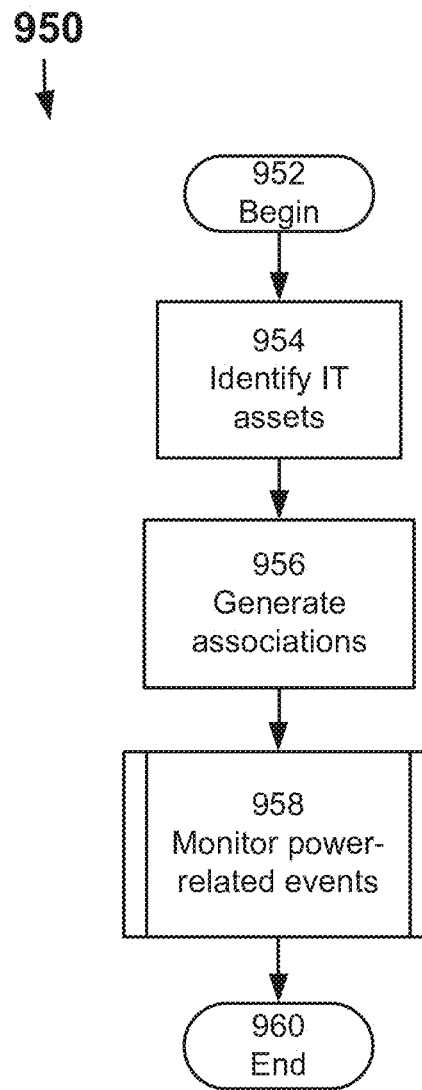 950
952
Begin
954
Identify IT
assets
956
Generate
associations
958
Monitor power-
related events
960
End